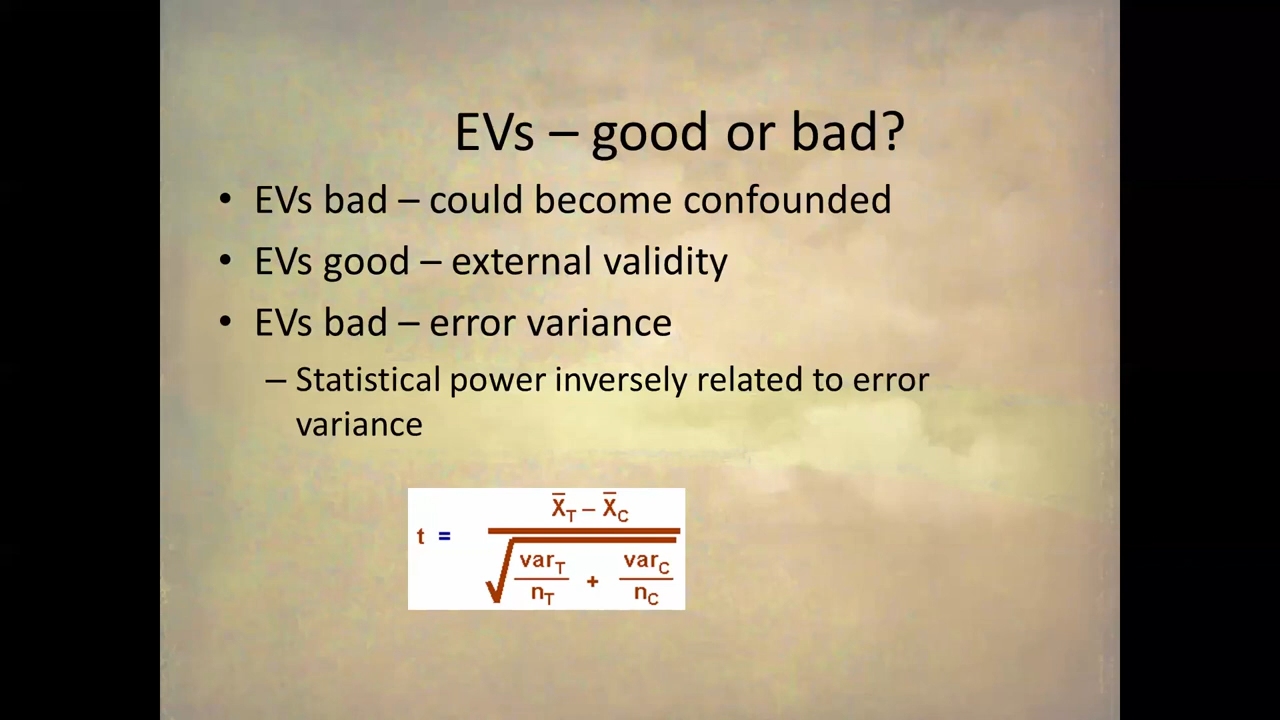 EVs – good or bad?
• EVs bad – could become confounded
• EVs good – external validity
• EVs bad – error variance
– Statistical power inversely related to error
variance
X̄T – X̄C
t =
varT varC
+
nT nC